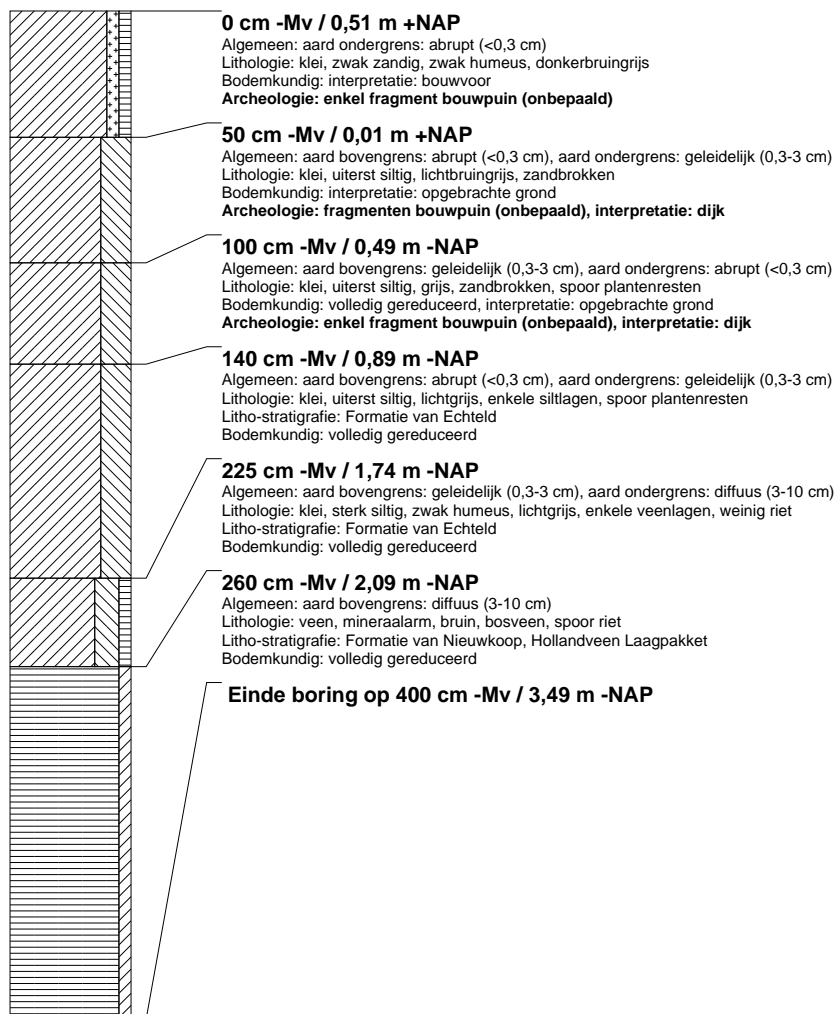 0 cm -Mv / 0,51 m +NAP
Algemeen: aard ondergrens: abrupt (<0,3 cm)
Lithologie: klei, zwak zandig, zwak humeus, donkerbruingrijs
Bodemkundig: interpretatie: bouwvoor
Archeologie: enkel fragment bouwpuin (onbepaald)
50 cm -Mv / 0,01 m +NAP
Algemeen: aard bovengrens: abrupt (<0,3 cm), aard ondergrens: geleidelijk (0,3-3 cm)
Lithologie: klei, uiterst siltig, lichtbruingrijs, zandbrokken
Bodemkundig: interpretatie: opgebrachte grond
Archeologie: fragmenten bouwpuin (onbepaald), interpretatie: dijk
100 cm -Mv / 0,49 m -NAP
Algemeen: aard bovengrens: geleidelijk (0,3-3 cm), aard ondergrens: abrupt (<0,3 cm)
Lithologie: klei, uiterst siltig, grijs, zandbrokken, spoor plantenresten
Bodemkundig: volledig gereduceerd, interpretatie: opgebrachte grond
Archeologie: enkel fragment bouwpuin (onbepaald), interpretatie: dijk
140 cm -Mv / 0,89 m -NAP
Algemeen: aard bovengrens: abrupt (<0,3 cm), aard ondergrens: geleidelijk (0,3-3 cm)
Lithologie: klei, uiterst siltig, lichtgrijs, enkele siltlagen, spoor plantenresten
Litho-stratigrafie: Formatie van Echteld
Bodemkundig: volledig gereduceerd
225 cm -Mv / 1,74 m -NAP
Algemeen: aard bovengrens: geleidelijk (0,3-3 cm), aard ondergrens: diffuus (3-10 cm)
Lithologie: klei, sterk siltig, zwak humeus, lichtgrijs, enkele veenlagen, weinig riet
Litho-stratigrafie: Formatie van Echteld
Bodemkundig: volledig gereduceerd
260 cm -Mv / 2,09 m -NAP
Algemeen: aard bovengrens: diffuus (3-10 cm)
Lithologie: veen, mineraalarm, bruin, bosveen, spoor riet
Litho-stratigrafie: Formatie van Nieuwkoop, Hollandveen Laagpakket
Bodemkundig: volledig gereduceerd
Einde boring op 400 cm -Mv / 3,49 m -NAP